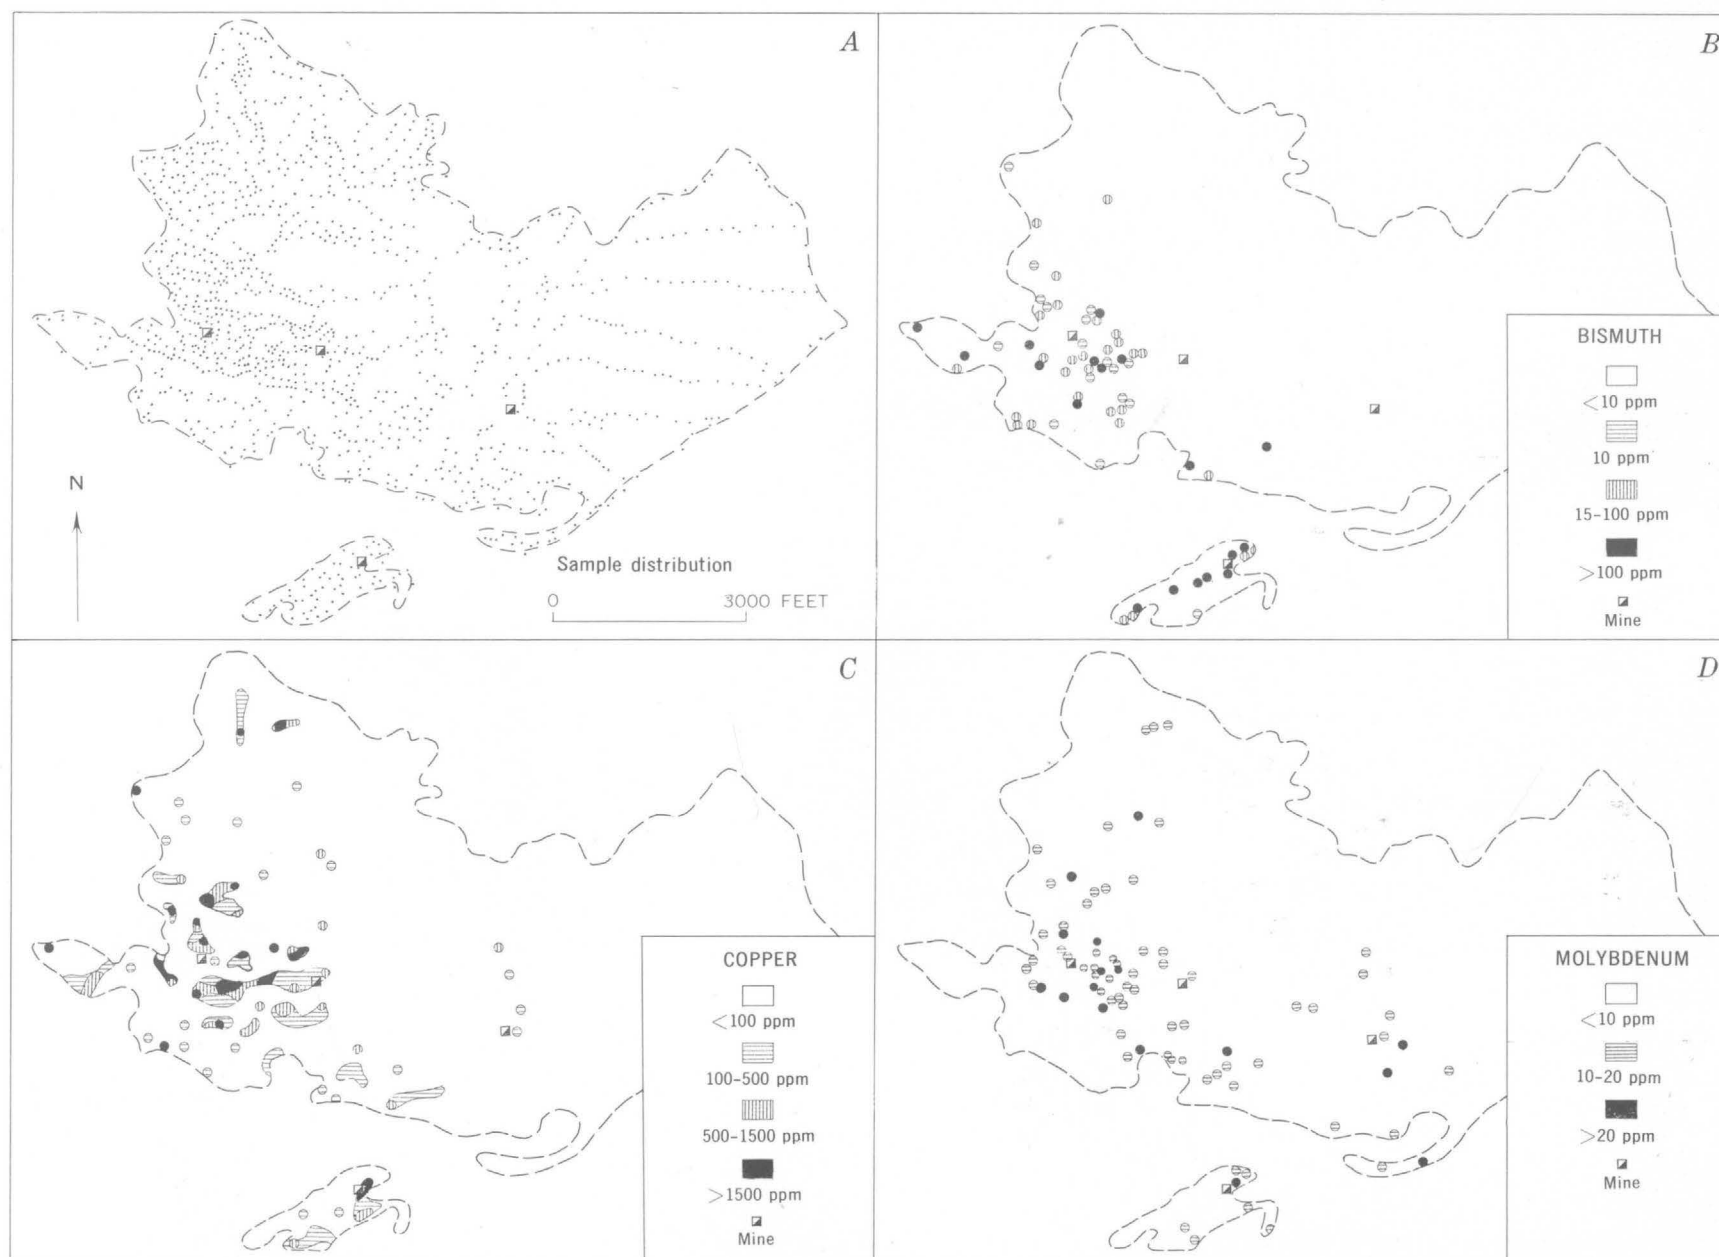 A
N
Sample distribution
0 3000 FEET
B
BISMUTH
<10 ppm
10 ppm
15-100 ppm
>100 ppm
Mine
C
COPPER
<100 ppm
100-500 ppm
500-1500 ppm
>1500 ppm
Mine
D
MOLYBDENUM
<10 ppm
10-20 ppm
>20 ppm
Mine